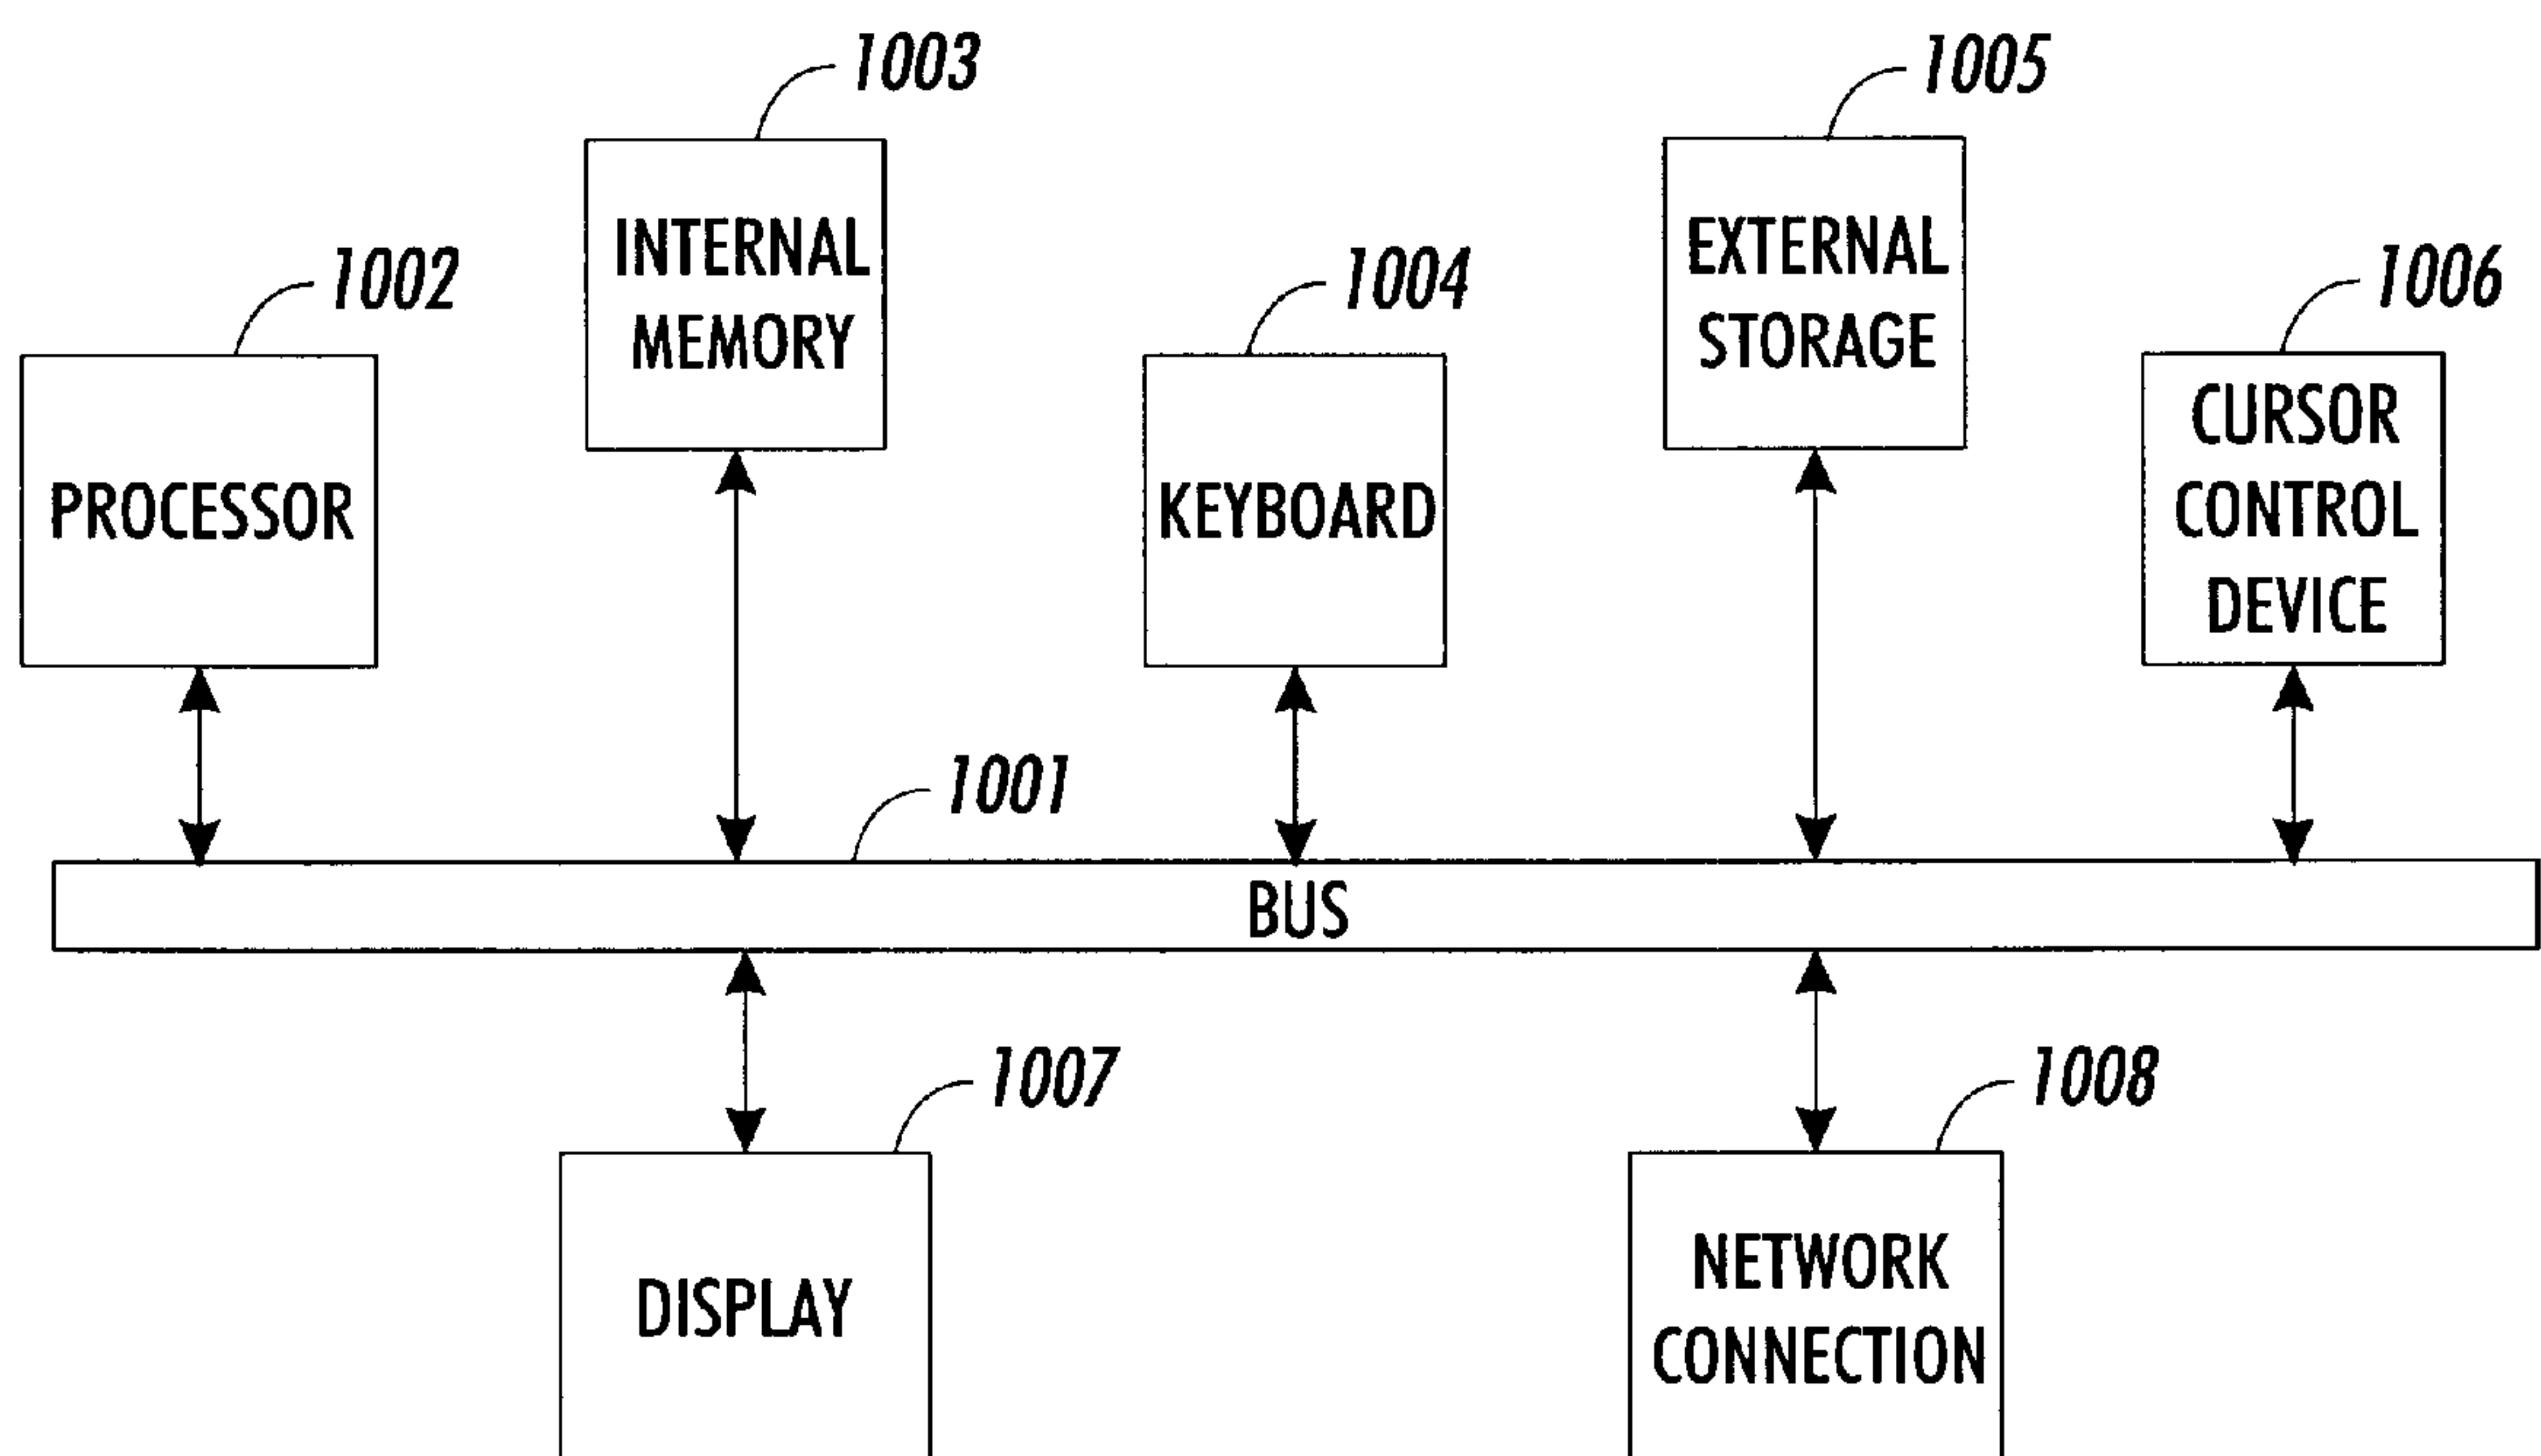 1003
1005
1002
INTERNAL
MEMORY
1004
EXTERNAL
STORAGE
1006
PROCESSOR
KEYBOARD
CURSOR
CONTROL
DEVICE
1001
BUS
1007
1008
DISPLAY
NETWORK
CONNECTION